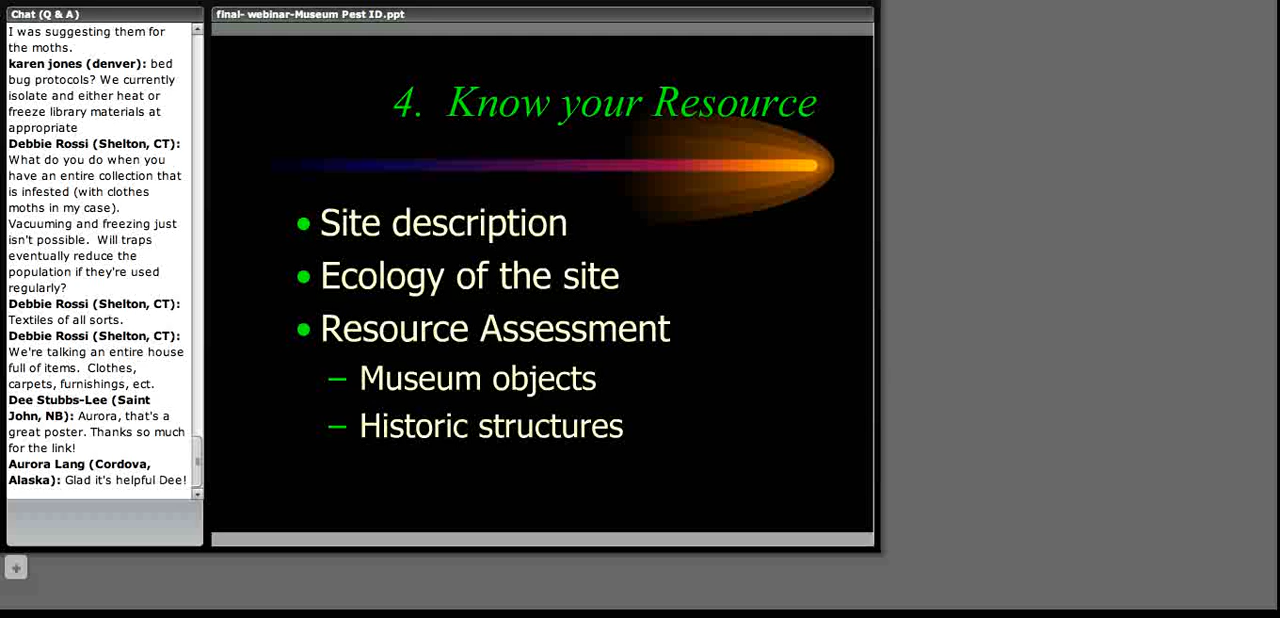 Chat (Q & A)
I was suggesting them for
the moths.
karen jones (denver): bed
bug protocols? We currently
isolate and either heat or
freeze library materials at
appropriate
Debbie Rossi (Shelton, CT):
What do you do when you
have an entire collection that
is infested (with clothes
moths in my case).
Vacuuming and freezing just
isn't possible.  Will traps
eventually reduce the
population if they're used
regularly?
Debbie Rossi (Shelton, CT):
Textiles of all sorts.
Debbie Rossi (Shelton, CT):
We're talking an entire house
full of items.  Clothes,
carpets, furnishings, ect.
Dee Stubbs-Lee (Saint
John, NB): Aurora, that's a
great poster. Thanks so much
for the link!
Aurora Lang (Cordova,
Alaska): Glad it's helpful Dee!
final- webinar-Museum Pest ID.ppt
4.  Know your Resource
• Site description
• Ecology of the site
• Resource Assessment
– Museum objects
– Historic structures